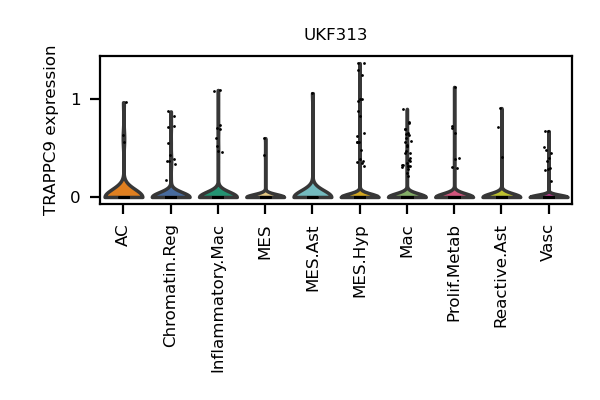 UKF313
TRAPPC9 expression
1
0
AC
Chromatin.Reg
Inflammatory.Mac
MES
MES.Ast
MES.Hyp
Mac
Prolif.Metab
Reactive.Ast
Vasc